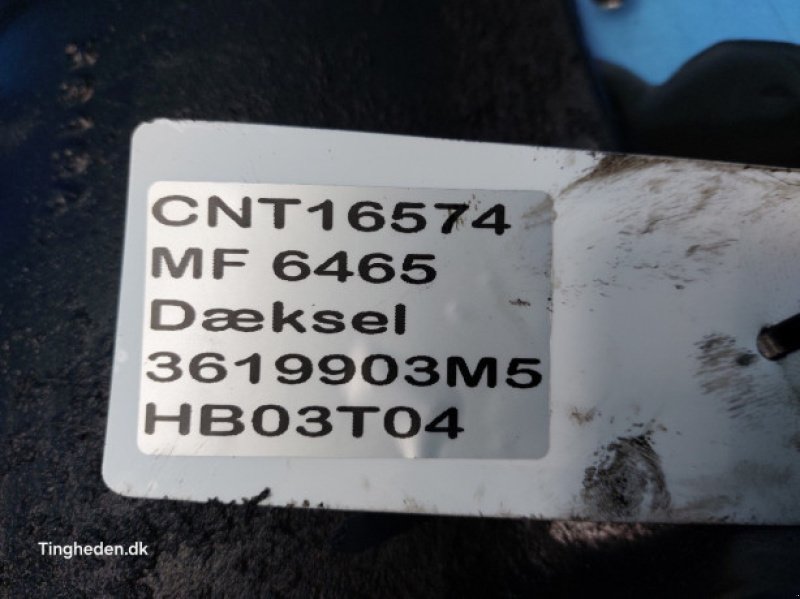 CNT16574
MF 6465
Dæksel
3619903M5
HB03T04
Tingheden.dk